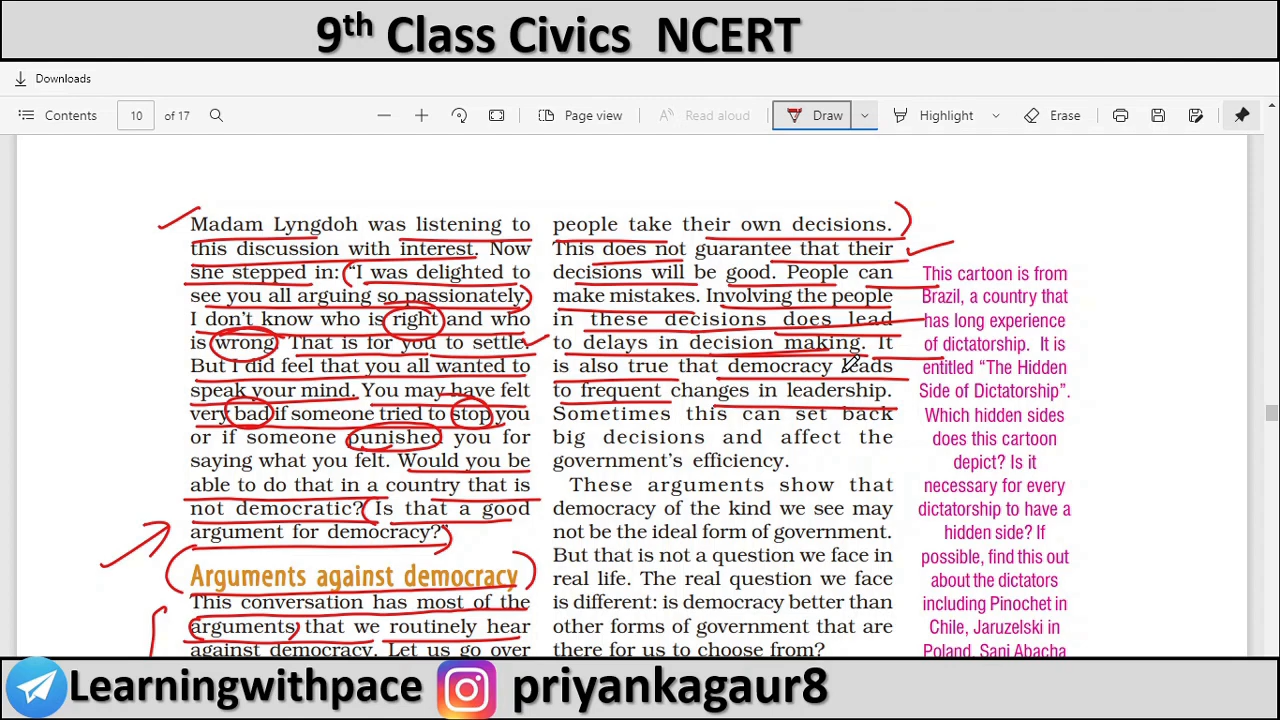 9th Class Civics NCERT
Downloads
Contents
10
of 17
Page view
Read aloud
Draw
Highlight
Erase
Madam Lyngdoh was listening to
this discussion with interest. Now
she stepped in: “I was delighted to
see you all arguing so passionately.
I don't know who is right and who
is wrong. That is for you to settle.
But I did feel that you all wanted to
speak your mind. You may have felt
very bad if someone tried to stop you
or if someone punished you for
saying what you felt. Would you be
able to do that in a country that is
not democratic? Is that a good
argument for democracy?”
Arguments against democracy
This conversation has most of the
arguments that we routinely hear
against democracy. Let us go over
people take their own decisions.
This does not guarantee that their
decisions will be good. People can
make mistakes. Involving the people
in these decisions does lead
to delays in decision making. It
is also true that democracy leads
to frequent changes in leadership.
Sometimes this can set back
big decisions and affect the
government's efficiency.
These arguments show that
democracy of the kind we see may
not be the ideal form of government.
But that is not a question we face in
real life. The real question we face
is different: is democracy better than
other forms of government that are
there for us to choose from?
This cartoon is from
Brazil, a country that
has long experience
of dictatorship. It is
entitled “The Hidden
Side of Dictatorship”.
Which hidden sides
does this cartoon
depict? Is it
necessary for every
dictatorship to have a
hidden side? If
possible, find this out
about the dictators
including Pinochet in
Chile, Jaruzelski in
Poland, Sani Abacha
Learningwithpace
priyankagaur8